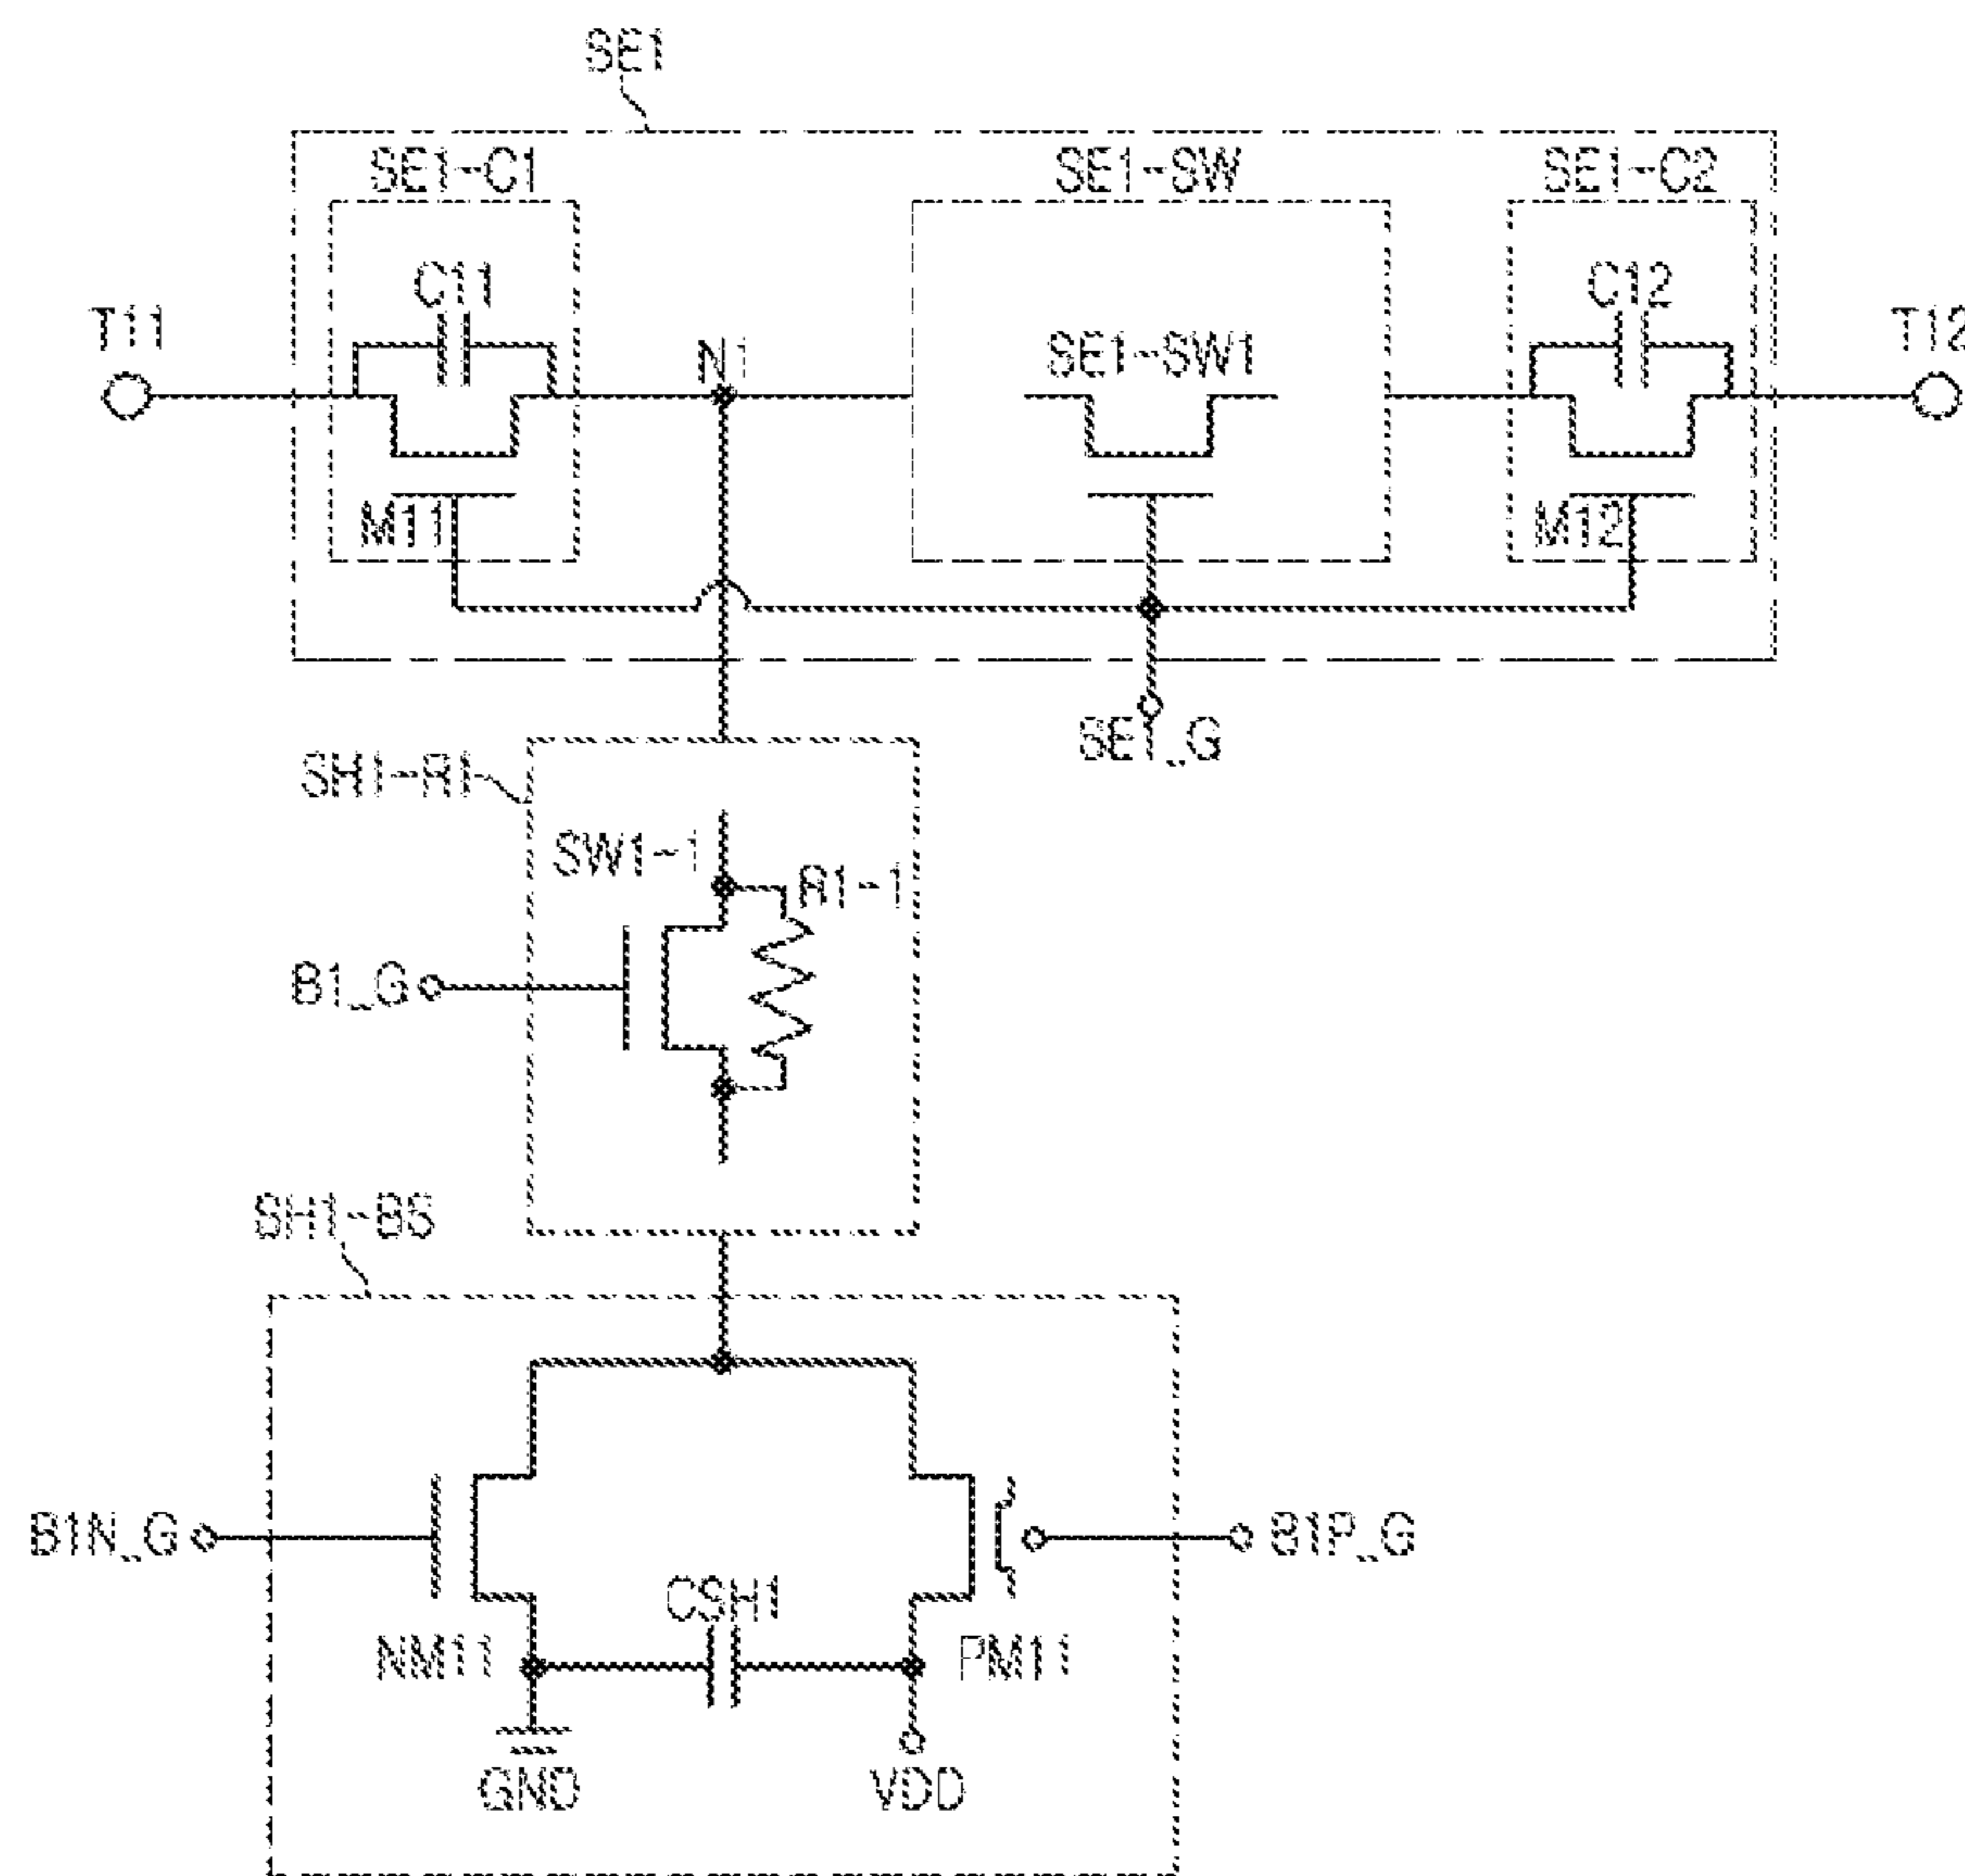 SE1
SE1-C1
SE1-SW
SE1-C2
C11
C12
T11
N1
SE1-SW1
T12
M11
M12
SE1_G
SH1-R1
SW1-1
R1-1
B1_G
SH1-BS
B1N_G
B1P_G
CSH1
NM11
PM11
GND
VDD